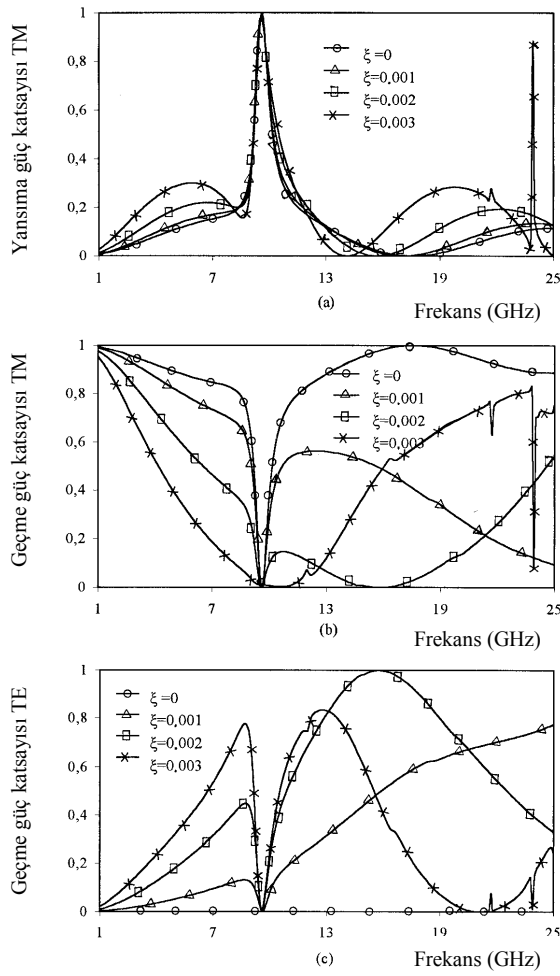 Yansıma güç katsayısı TM
1
0,8
0,6
0,4
0,2
0
ξ =0
ξ=0.001
ξ=0.002
ξ=0.003
1 7 13 19 25
(a)
Frekans (GHz)
Geçme güç katsayısı TM
1
0,8
0,6
0,4
0,2
0
ξ =0
ξ=0.001
ξ=0.002
ξ=0.003
1 7 13 19 25
(b)
Frekans (GHz)
Geçme güç katsayısı TE
1
0,8
0,6
0,4
0,2
0
ξ =0
ξ=0.001
ξ=0.002
ξ=0.003
1 7 13 19 25
(c)
Frekans (GHz)